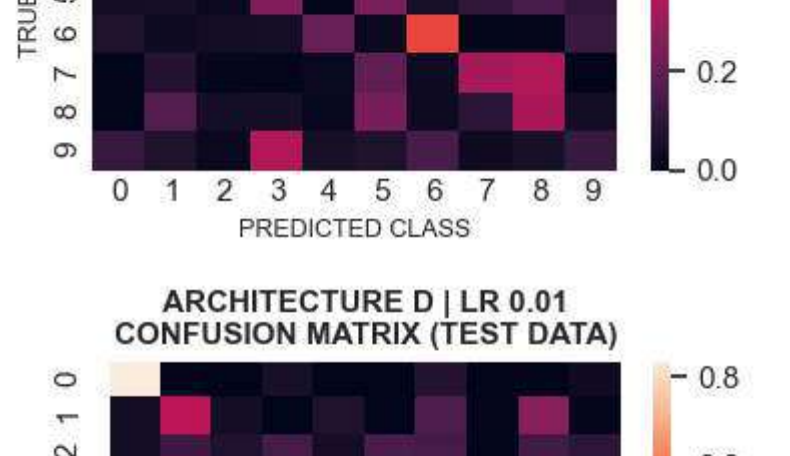 TRUE
6
7
8
9
0.2
0.0
0 1 2 3 4 5 6 7 8 9
PREDICTED CLASS
ARCHITECTURE D | LR 0.01
CONFUSION MATRIX (TEST DATA)
0
1
2
0.8